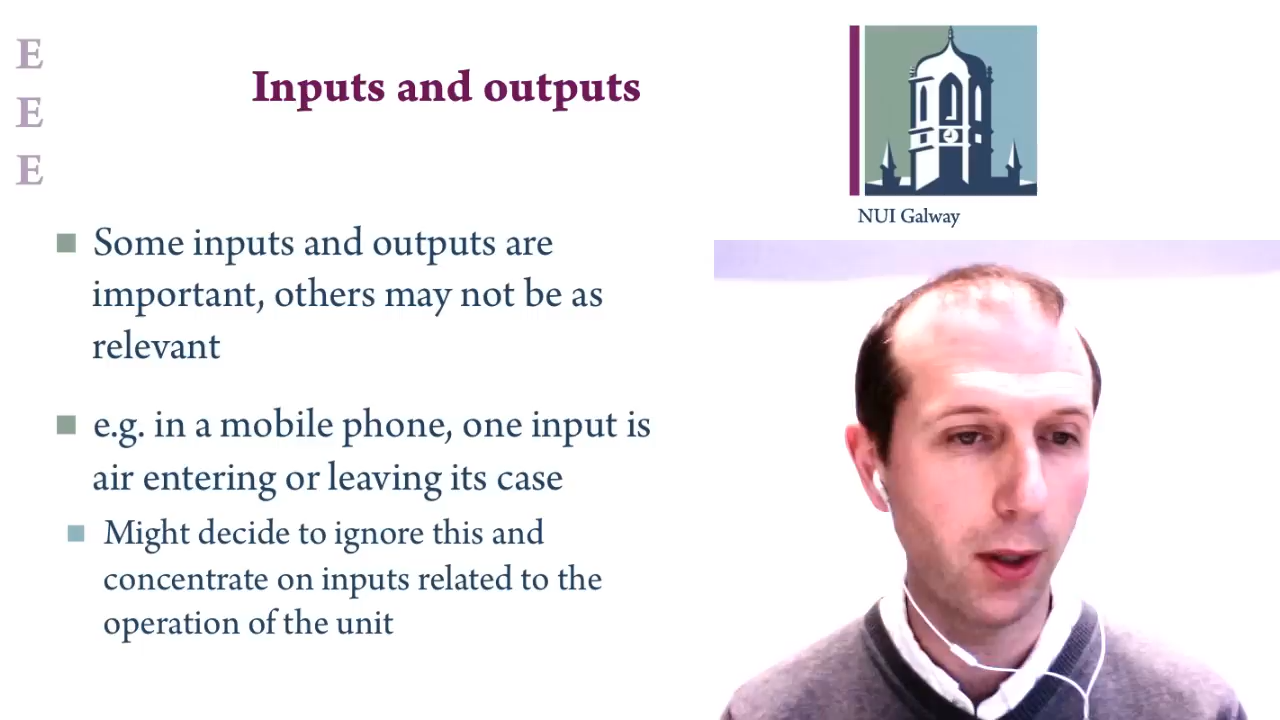 E
E
E
Inputs and outputs
NUI Galway
Some inputs and outputs are
important, others may not be as
relevant
e.g. in a mobile phone, one input is
air entering or leaving its case
Might decide to ignore this and
concentrate on inputs related to the
operation of the unit